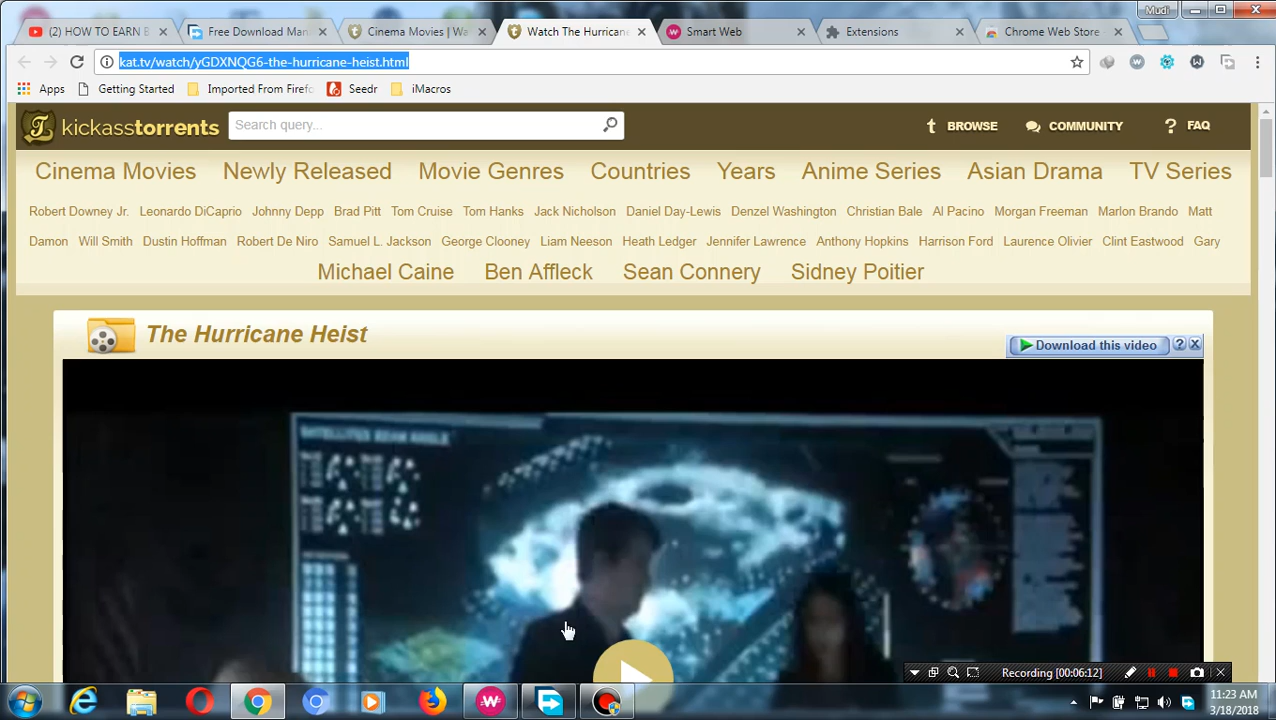 Mudi
(2) HOW TO EARN B
Free Download Man
Cinema Movies | Wa
Watch The Hurricane
Smart Web
Extensions
Chrome Web Store -
kat.tv/watch/yGDXNQG6-the-hurricane-heist.html
Apps
Getting Started
Imported From Firefo
Seedr
iMacros
kickasstorrents
Search query...
BROWSE
COMMUNITY
FAQ
Cinema Movies Newly Released Movie Genres Countries Years Anime Series Asian Drama TV Series
Robert Downey Jr. Leonardo DiCaprio Johnny Depp Brad Pitt Tom Cruise Tom Hanks Jack Nicholson Daniel Day-Lewis Denzel Washington Christian Bale Al Pacino Morgan Freeman Marlon Brando Matt
Damon Will Smith Dustin Hoffman Robert De Niro Samuel L. Jackson George Clooney Liam Neeson Heath Ledger Jennifer Lawrence Anthony Hopkins Harrison Ford Laurence Olivier Clint Eastwood Gary
Michael Caine Ben Affleck Sean Connery Sidney Poitier
The Hurricane Heist
Download this video
Recording [00:06:12]
11:23 AM
3/18/2018